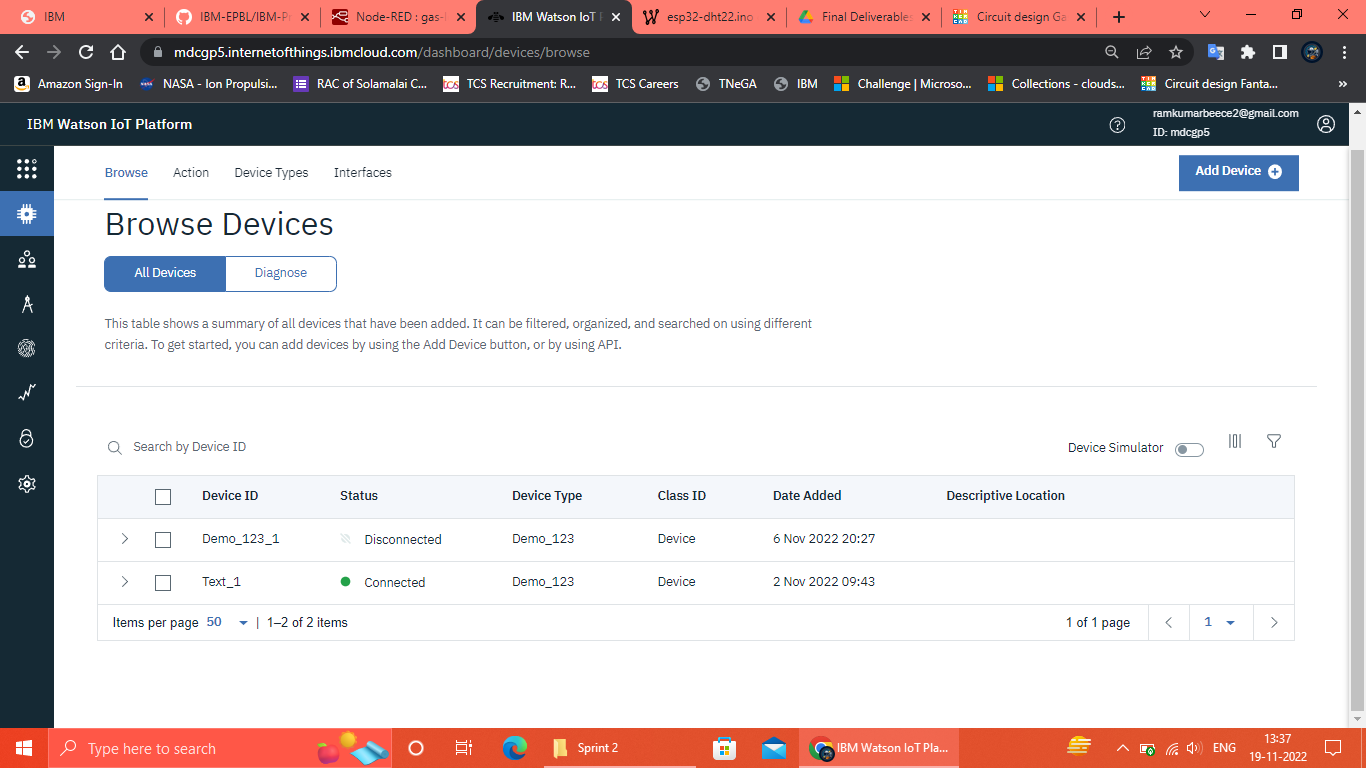 IBM
IBM-EPBL/IBM-Pr
Node-RED : gas-l
IBM Watson IoT P
esp32-dht22.ino
Final Deliverables
Circuit design Ga
mdcgp5.internetofthings.ibmcloud.com/dashboard/devices/browse
Amazon Sign-In
NASA - Ion Propulsi...
RAC of Solamalai C...
TCS Recruitment: R...
TCS Careers
TNeGA
IBM
Challenge | Microso...
Collections - clouds...
Circuit design Fanta...
IBM Watson IoT Platform
ramkumarbeece2@gmail.com
ID: mdcgp5
Browse
Action
Device Types
Interfaces
Add Device
Browse Devices
All Devices
Diagnose
This table shows a summary of all devices that have been added. It can be filtered, organized, and searched on using different
criteria. To get started, you can add devices by using the Add Device button, or by using API.
Search by Device ID
Device Simulator
Device ID Status Device Type Class ID Date Added Descriptive Location
Demo_123_1 Disconnected Demo_123 Device 6 Nov 2022 20:27
Text_1 Connected Demo_123 Device 2 Nov 2022 09:43
Items per page 50 | 1–2 of 2 items
1 of 1 page
1
Type here to search
Sprint 2
IBM Watson IoT Pla...
ENG
13:37
19-11-2022